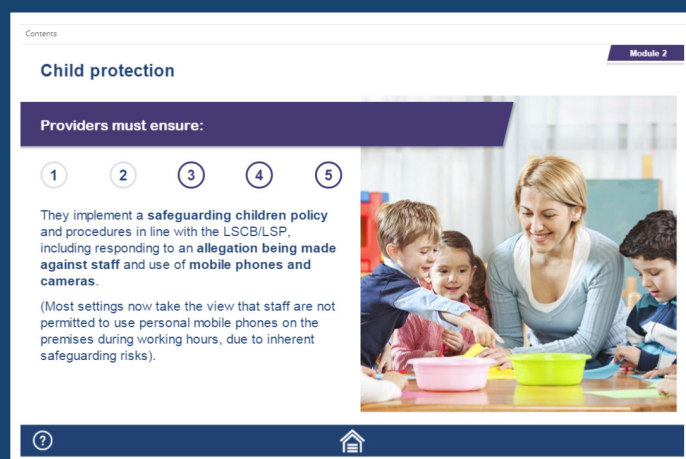 Contents
Module 2
Child protection
Providers must ensure:
1 2 3 4 5
They implement a safeguarding children policy
and procedures in line with the LSCB/LSP,
including responding to an allegation being made
against staff and use of mobile phones and
cameras.
(Most settings now take the view that staff are not
permitted to use personal mobile phones on the
premises during working hours, due to inherent
safeguarding risks).
?